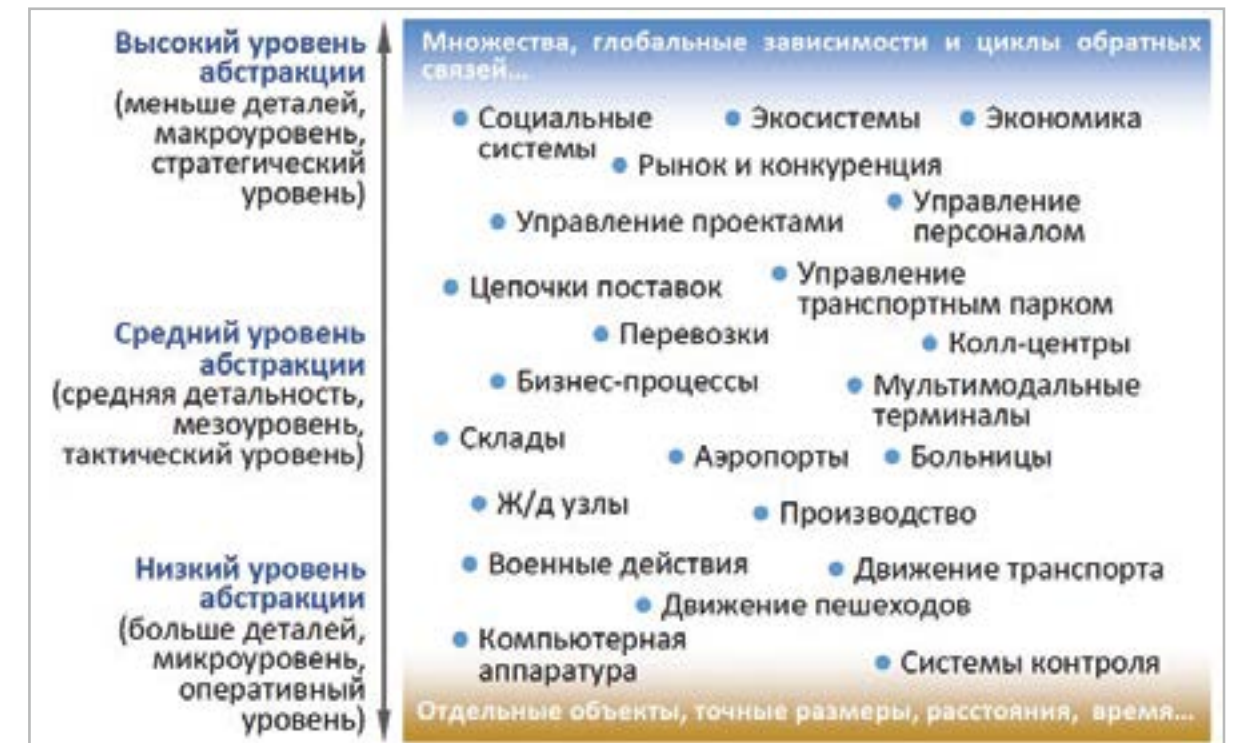 Высокий уровень
абстракции
(меньше деталей,
макроуровень,
стратегический
уровень)
Средний уровень
абстракции
(средняя детальность,
мезоуровень,
тактический уровень)
Низкий уровень
абстракции
(больше деталей,
микроуровень,
оперативный
уровень)
Множества, глобальные зависимости и циклы обратных
связей...
• Социальные
системы
• Экосистемы
• Экономика
• Рынок и конкуренция
• Управление проектами
• Управление
персоналом
• Цепочки поставок
• Управление
транспортным парком
• Перевозки
• Колл-центры
• Бизнес-процессы
• Мультимодальные
терминалы
• Склады
• Аэропорты
• Больницы
• Ж/д узлы
• Производство
• Военные действия
• Движение транспорта
• Движение пешеходов
• Компьютерная
аппаратура
• Системы контроля
Отдельные объекты, точные размеры, расстояния, время...